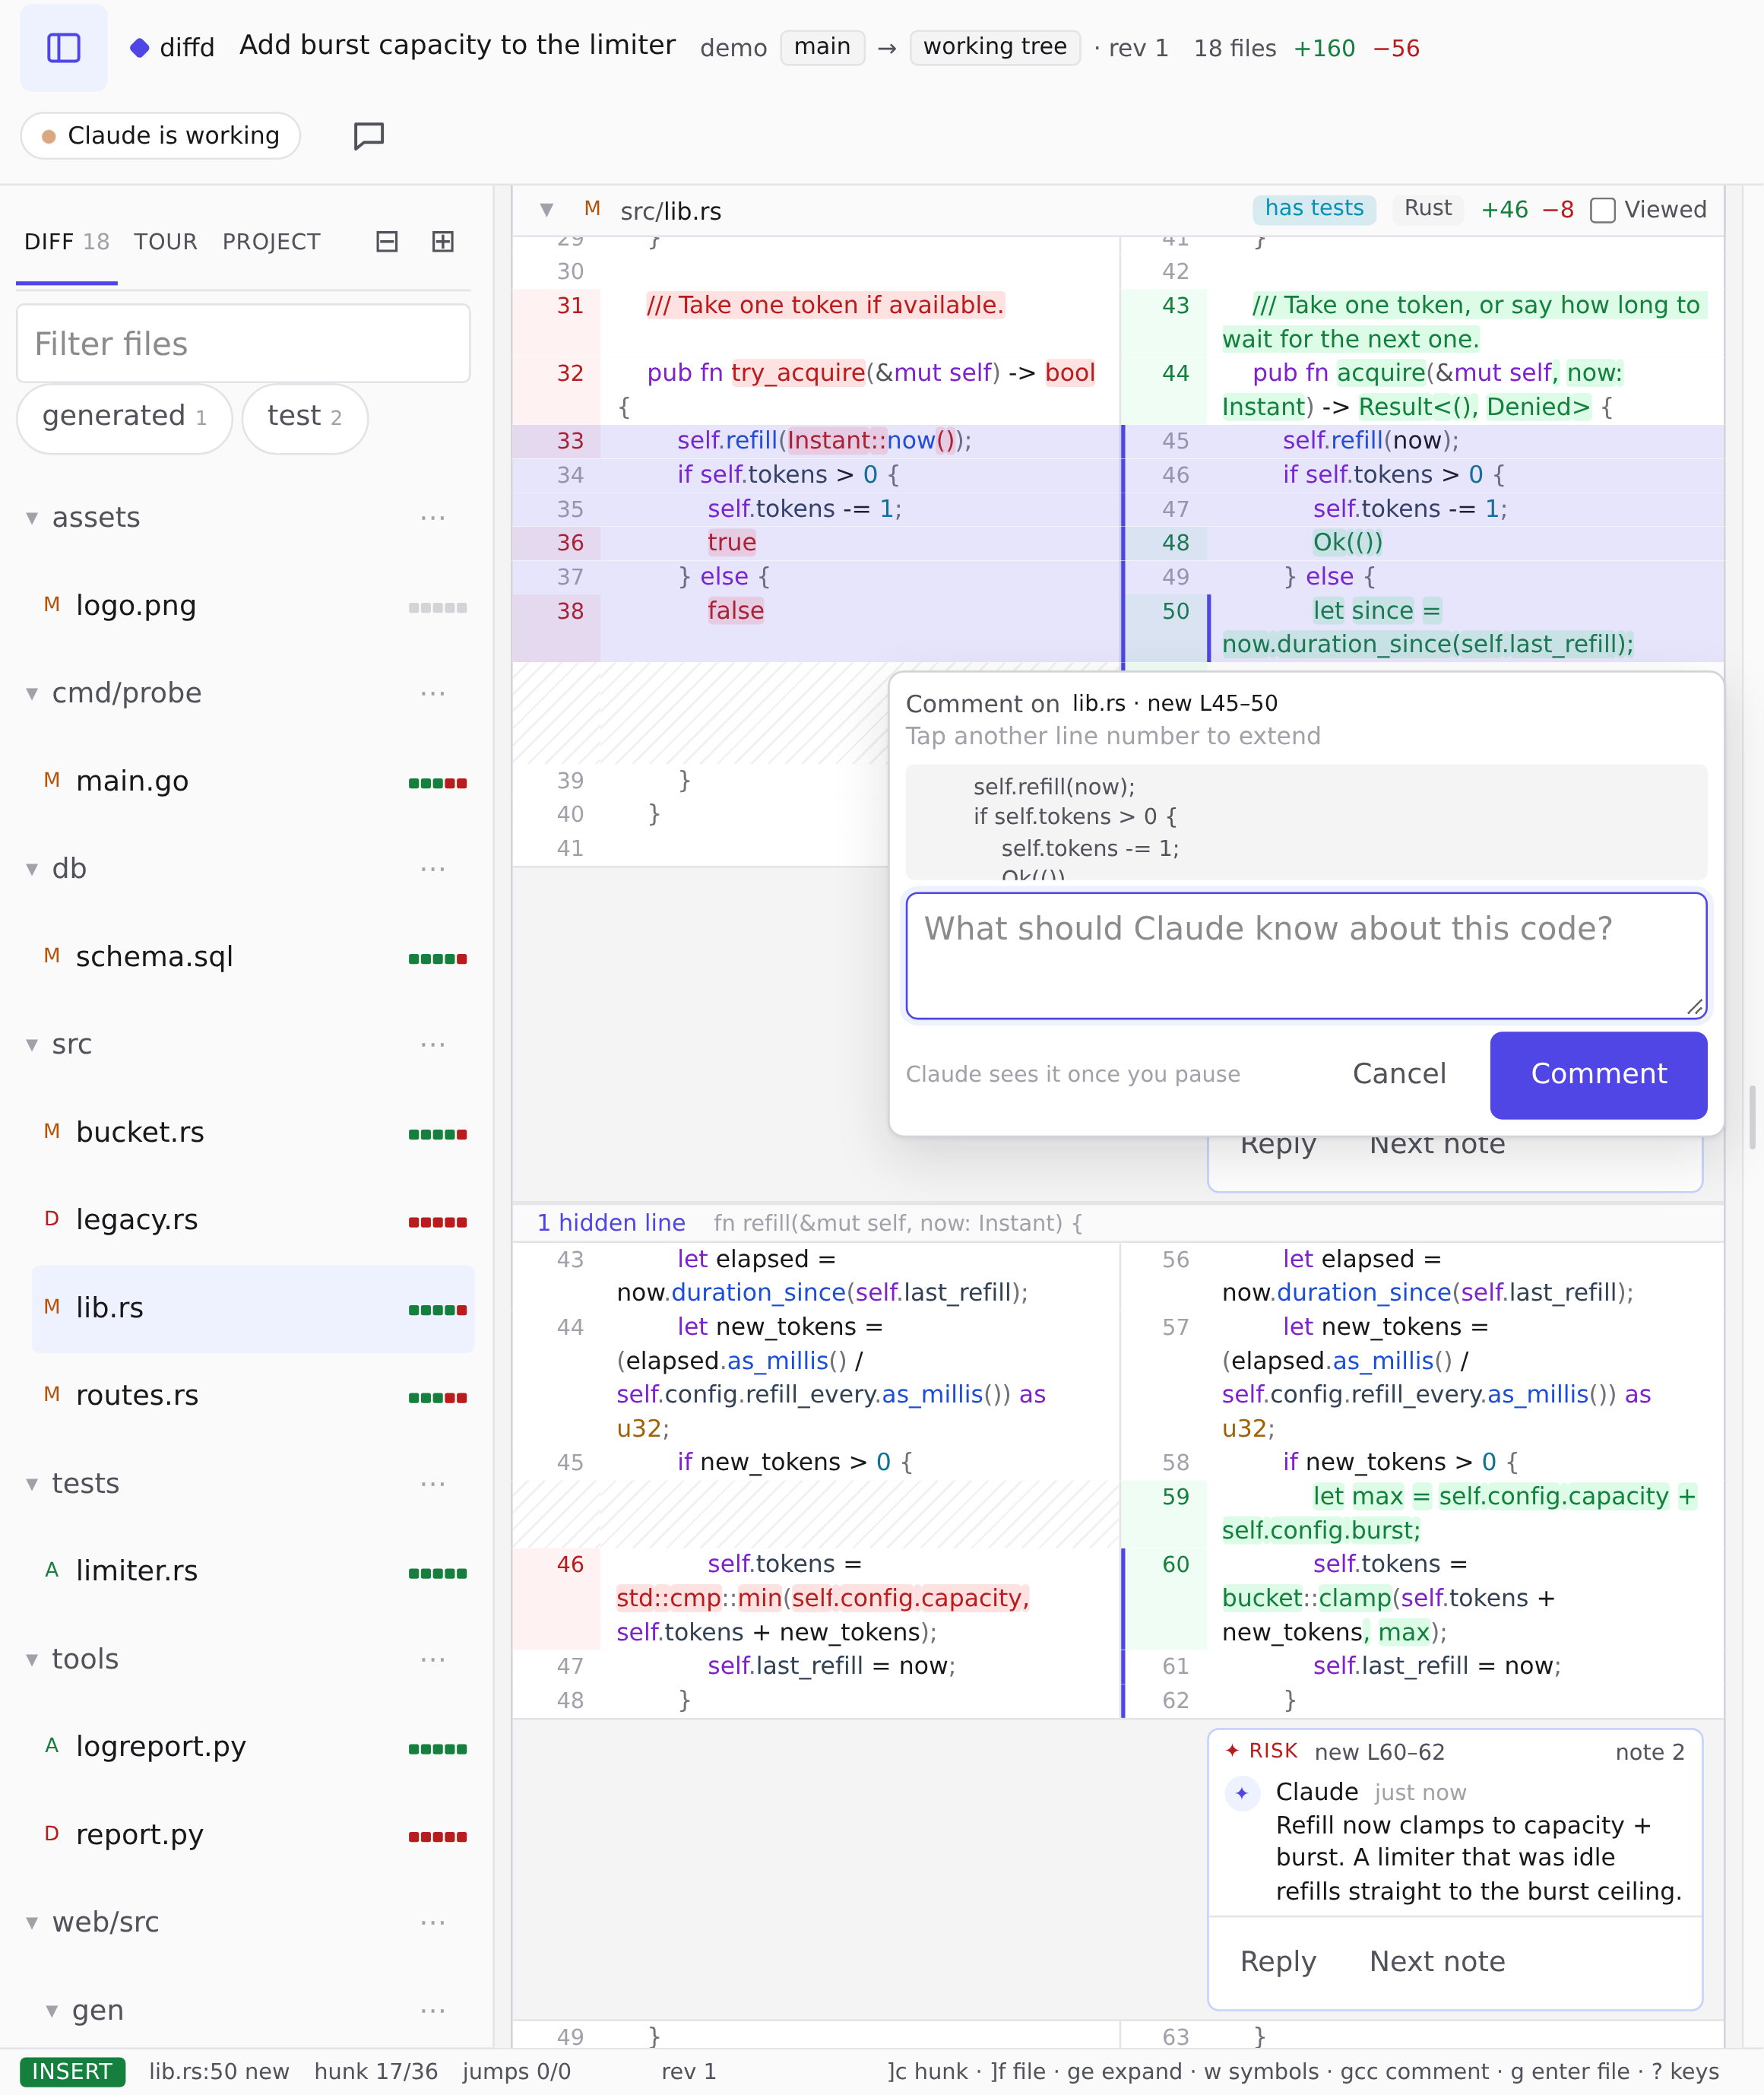 diffd Add burst capacity to the limiter demo main → working tree · rev 1 18 files +160 −56
Claude is working
DIFF 18 TOUR PROJECT
Filter files
generated 1 test 2
▼ assets ···
M logo.png
▼ cmd/probe ···
M main.go
▼ db ···
M schema.sql
▼ src ···
M bucket.rs
D legacy.rs
M lib.rs
M routes.rs
▼ tests ···
A limiter.rs
▼ tools ···
A logreport.py
D report.py
▼ web/src ···
▼ gen ···
▼ M src/lib.rs has tests Rust +46 −8 Viewed
29 }
30
31 /// Take one token if available.
32 pub fn try_acquire(&mut self) -> bool
{
33 self.refill(Instant::now());
34 if self.tokens > 0 {
35 self.tokens -= 1;
36 true
37 } else {
38 false
39 }
40 }
41
41 }
42
43 /// Take one token, or say how long to
wait for the next one.
44 pub fn acquire(&mut self, now:
Instant) -> Result<(), Denied> {
45 self.refill(now);
46 if self.tokens > 0 {
47 self.tokens -= 1;
48 Ok(())
49 } else {
50 let since =
now.duration_since(self.last_refill);
Comment on lib.rs · new L45–50
Tap another line number to extend
self.refill(now);
if self.tokens > 0 {
self.tokens -= 1;
Ok(())
What should Claude know about this code?
Claude sees it once you pause Cancel Comment
Reply Next note
1 hidden line fn refill(&mut self, now: Instant) {
43 let elapsed =
now.duration_since(self.last_refill);
44 let new_tokens =
(elapsed.as_millis() /
self.config.refill_every.as_millis()) as
u32;
45 if new_tokens > 0 {
46 self.tokens =
std::cmp::min(self.config.capacity,
self.tokens + new_tokens);
47 self.last_refill = now;
48 }
56 let elapsed =
now.duration_since(self.last_refill);
57 let new_tokens =
(elapsed.as_millis() /
self.config.refill_every.as_millis()) as
u32;
58 if new_tokens > 0 {
59 let max = self.config.capacity +
self.config.burst;
60 self.tokens =
bucket::clamp(self.tokens +
new_tokens, max);
61 self.last_refill = now;
62 }
✦ RISK new L60–62 note 2
✦ Claude just now
Refill now clamps to capacity +
burst. A limiter that was idle
refills straight to the burst ceiling.
Reply Next note
49 }
63 }
INSERT lib.rs:50 new hunk 17/36 jumps 0/0 rev 1 ]c hunk · ]f file · ge expand · w symbols · gcc comment · g enter file · ? keys